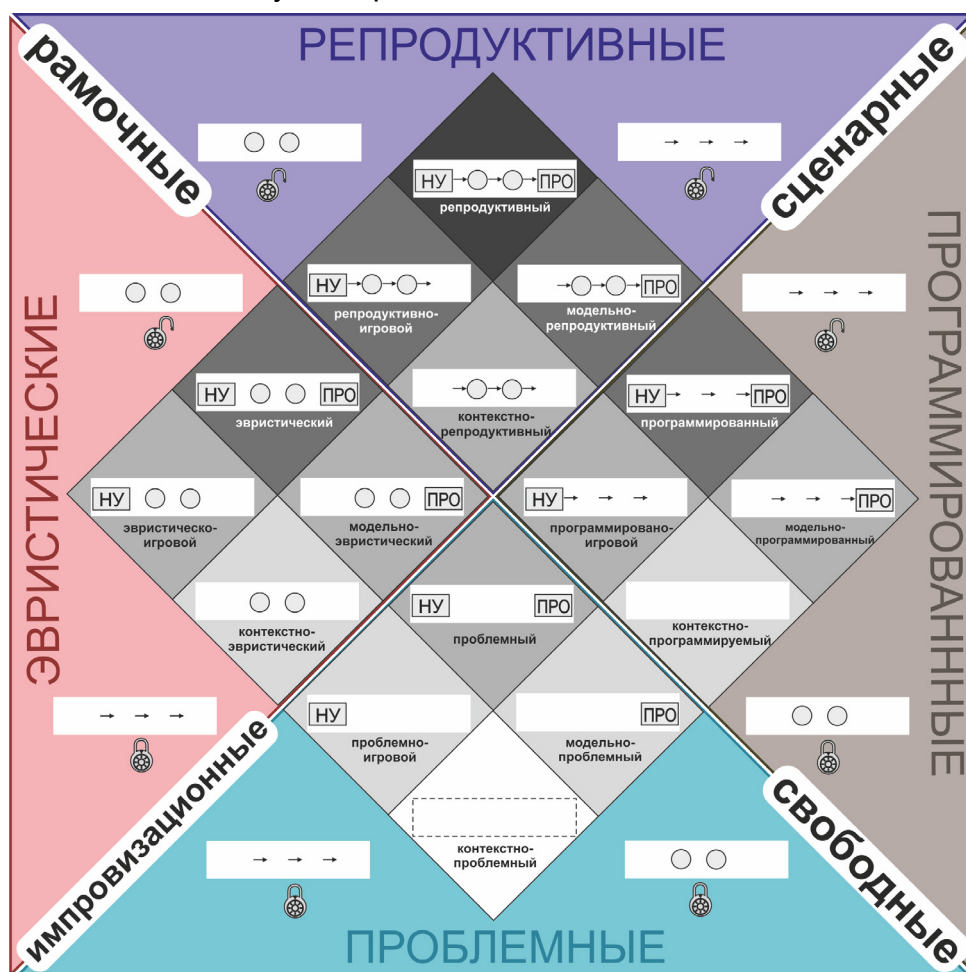 РЕПРОДУКТИВНЫЕ
рамочные
сценарные
НУ ПРО
репродуктивный
НУ
репродуктивно-
игровой
ПРО
модельно-
репродуктивный
ЭВРИСТИЧЕСКИЕ
ПРОГРАММИРОВАННЫЕ
НУ ПРО
эвристический
контекстно-
репродуктивный
НУ ПРО
программированный
НУ
эвристическо-
игровой
ПРО
модельно-
эвристический
НУ
программировано-
игровой
ПРО
модельно-
программированный
контекстно-
эвристический
НУ ПРО
проблемный
контекстно-
программируемый
НУ
проблемно-
игровой
ПРО
модельно-
проблемный
контекстно-
проблемный
импровизационные
свободные
ПРОБЛЕМНЫЕ